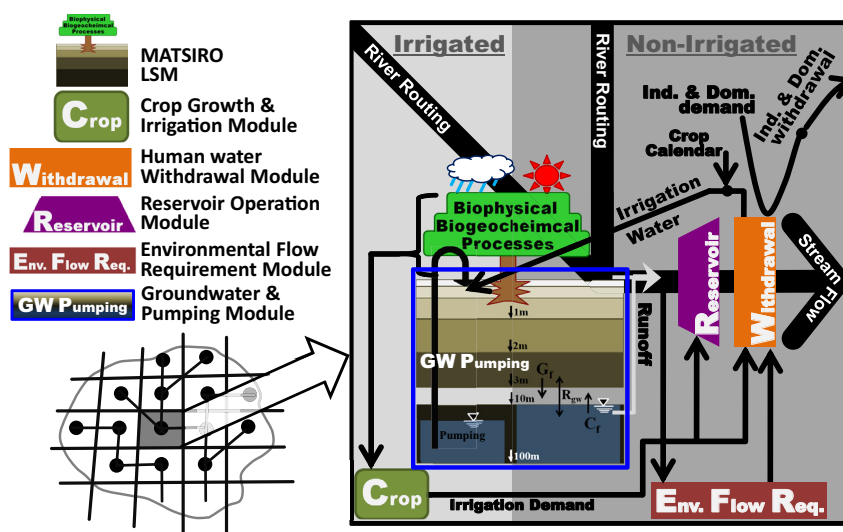 Biophysical
Biogeocheimcal
Processes
MATSIRO
LSM
Crop
Crop Growth &
Irrigation Module
Withdrawal
Human water
Withdrawal Module
Reservoir
Reservoir Operation
Module
Env. Flow Req.
Environmental Flow
Requirement Module
GW Pumping
Groundwater &
Pumping Module
Irrigated
Non-Irrigated
River Routing
River Routing
Ind. & Dom.
demand
Ind. & Dom.
withdrawal
Crop
Calendar
Irrigation
Water
Biophysical
Biogeocheimcal
Processes
Reservoir
Withdrawal
Stream Flow
Runoff
1m
2m
GW Pumping
3m
Gf
10m
Rgw
Cf
Pumping
100m
Crop
Irrigation Demand
Env. Flow Req.